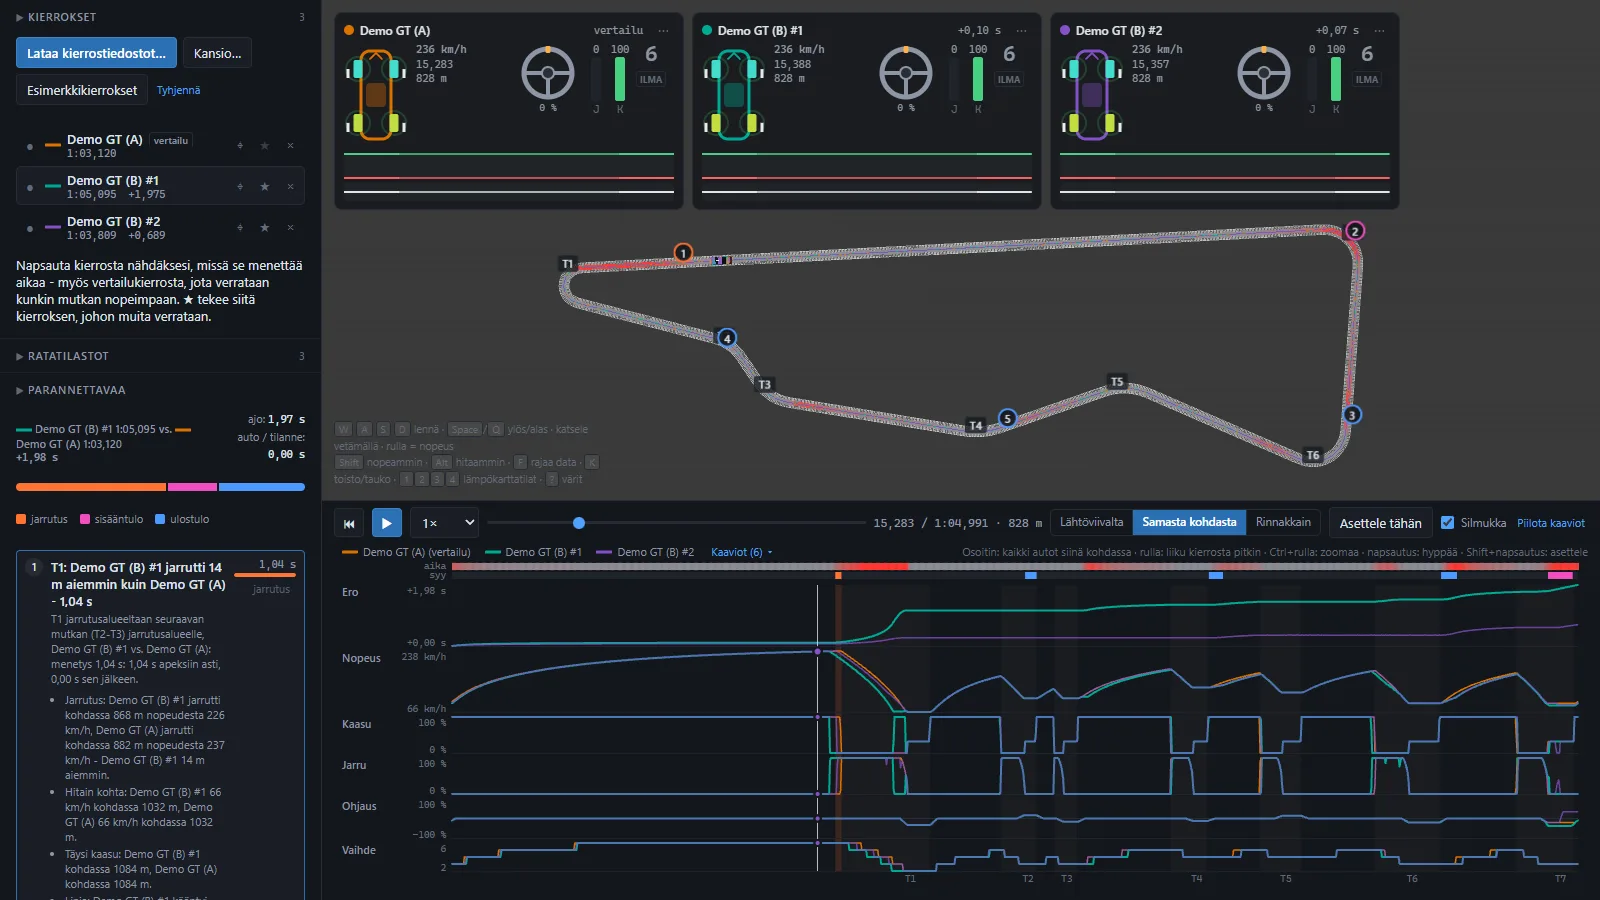 ▶ KIERROKSET 3
Lataa kierrostiedostot... Kansio...
Esimerkkikierrokset Tyhjennä
Demo GT (A) vertailu
1:03,120
Demo GT (B) #1
1:05,095 +1,975
Demo GT (B) #2
1:03,809 +0,689
Napsauta kierrosta nähdäksesi, missä se menettää
aikaa - myös vertailukierrosta, jota verrataan
kunkin mutkan nopeimpaan. ★ tekee siitä
kierroksen, johon muita verrataan.
▶ RATATILASTOT 3
▶ PARANNETTAVAA
Demo GT (B) #1 1:05,095 vs.
Demo GT (A) 1:03,120
+1,98 s
ajo: 1,97 s
auto / tilanne:
0,00 s
jarrutus sisääntulo ulostulo
1 T1: Demo GT (B) #1 jarrutti 14
m aiemmin kuin Demo GT (A)
- 1,04 s
1,04 s
jarrutus
T1 jarrutusalueeltaan seuraavan
mutkan (T2-T3) jarrutusalueelle,
Demo GT (B) #1 vs. Demo GT (A):
menetys 1,04 s: 1,04 s apeksiin asti,
0,00 s sen jälkeen.
• Jarrutus: Demo GT (B) #1 jarrutti
kohdassa 868 m nopeudesta 226
km/h, Demo GT (A) jarrutti
kohdassa 882 m nopeudesta 237
km/h - Demo GT (B) #1 14 m
aiemmin.
• Hitain kohta: Demo GT (B) #1 66
km/h kohdassa 1032 m, Demo
GT (A) 66 km/h kohdassa 1032
m.
• Täysi kaasu: Demo GT (B) #1
kohdassa 1084 m, Demo GT (A)
kohdassa 1084 m.
Demo GT (A) vertailu ···
236 km/h
15,283
828 m
0 %
0 100
J K
6
ILMA
Demo GT (B) #1 +0,10 s ···
236 km/h
15,388
828 m
0 %
0 100
J K
6
ILMA
Demo GT (B) #2 +0,07 s ···
236 km/h
15,357
828 m
0 %
0 100
J K
6
ILMA
T1
1
2
4
T3
T5
3
T4
5
T6
W A S D lennä · Space / Q ylös/alas · katsele
vetämällä · rulla = nopeus
Shift nopeammin · Alt hitaammin · F rajaa data · K
toisto/tauko · 1 2 3 4 lämpökarttatilat · ? värit
1× 15,283 / 1:04,991 · 828 m Lähtöviivalta Samasta kohdasta Rinnakkain Asettele tähän Silmukka Piilota kaaviot
Demo GT (A) (vertailu) Demo GT (B) #1 Demo GT (B) #2 Kaaviot (6) Osoitin: kaikki autot siinä kohdassa · rulla: liiku kierrosta pitkin · Ctrl+rulla: zoomaa · napsautus: hyppää · Shift+napsautus: asettele
aika
syy
Ero +1,98 s
+0,00 s
Nopeus 238 km/h
66 km/h
Kaasu 100 %
0 %
Jarru 100 %
0 %
Ohjaus 100 %
−100 %
Vaihde 6
2
T1 T2 T3 T4 T5 T6 T7